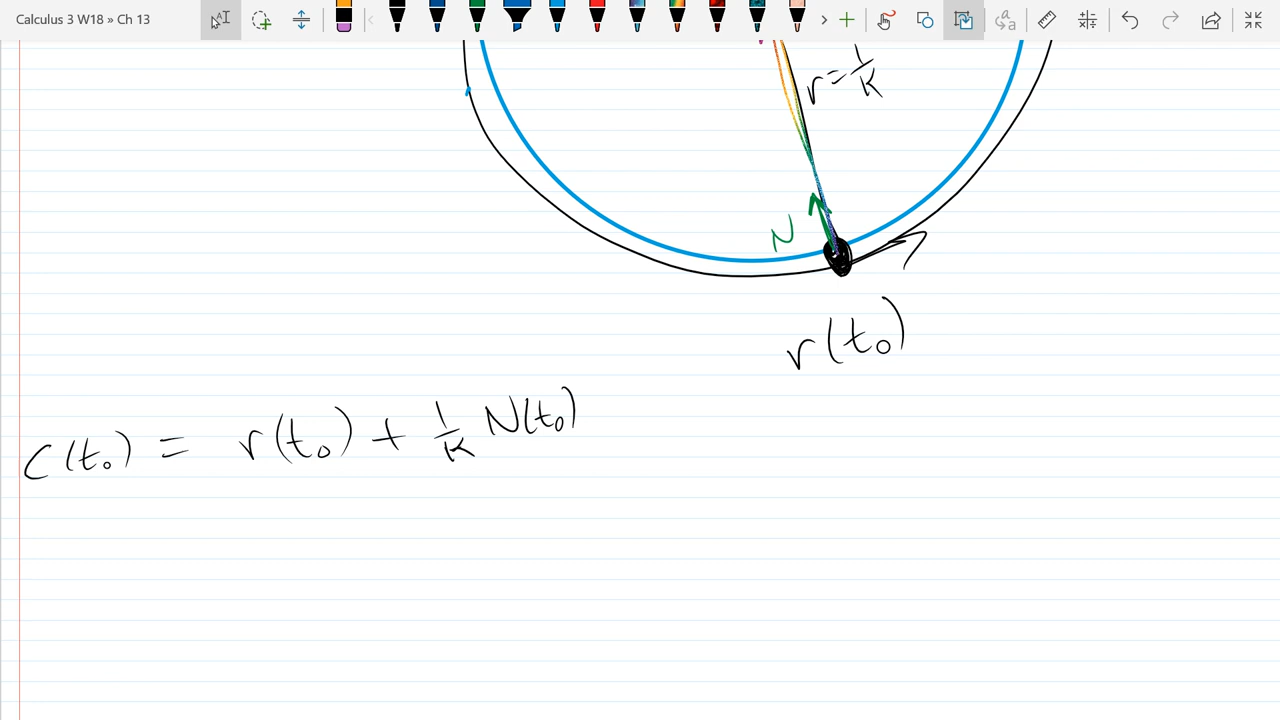 Calculus 3 W18 » Ch 13
r = 1/K
N
r(t₀)
C(t₀) = r(t₀) + 1/K N(t₀)